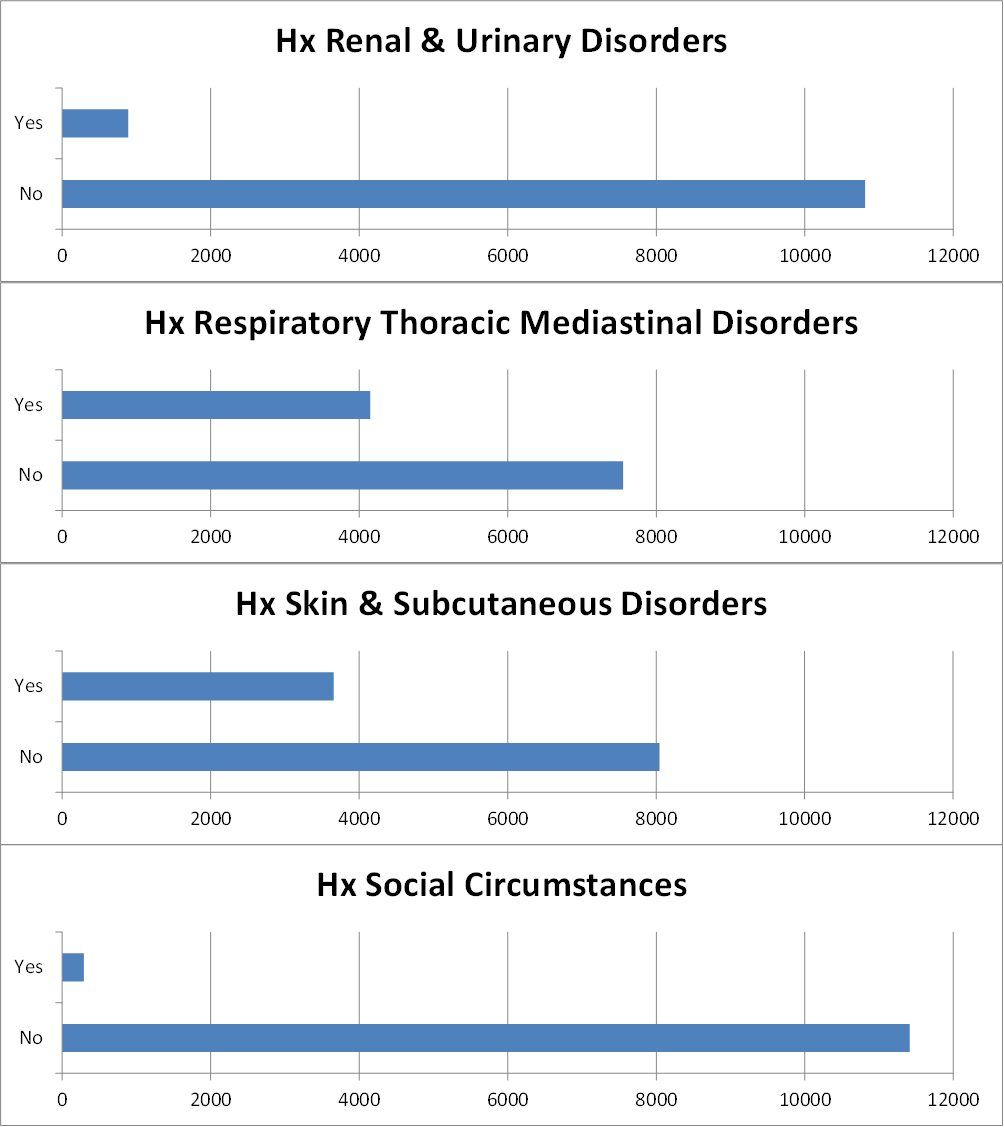 Hx Renal & Urinary Disorders
Yes
No
0 2000 4000 6000 8000 10000 12000
Hx Respiratory Thoracic Mediastinal Disorders
Yes
No
0 2000 4000 6000 8000 10000 12000
Hx Skin & Subcutaneous Disorders
Yes
No
0 2000 4000 6000 8000 10000 12000
Hx Social Circumstances
Yes
No
0 2000 4000 6000 8000 10000 12000